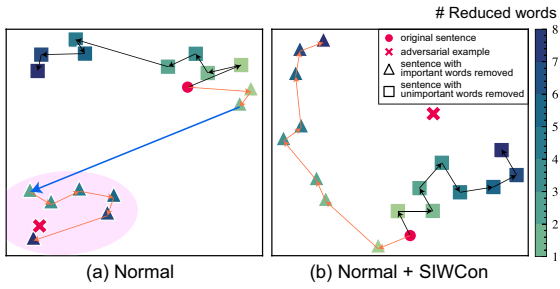 # Reduced words
original sentence
adversarial example
sentence with
important words removed
sentence with
unimportant words removed
8
7
6
5
4
3
2
1
(a) Normal
(b) Normal + SIWCon